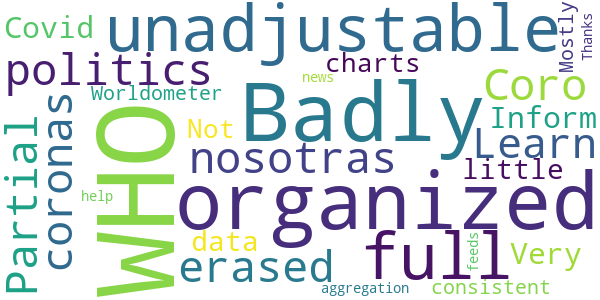 Covid
unadjustable
Mostly
Thanks
politics
charts
news
Worldometer
Badly
Coro
Partial
coronas
WHO
Not
nosotras
Inform
Learn
little
organized
help
data
erased
full
feeds
Very
aggregation
consistent